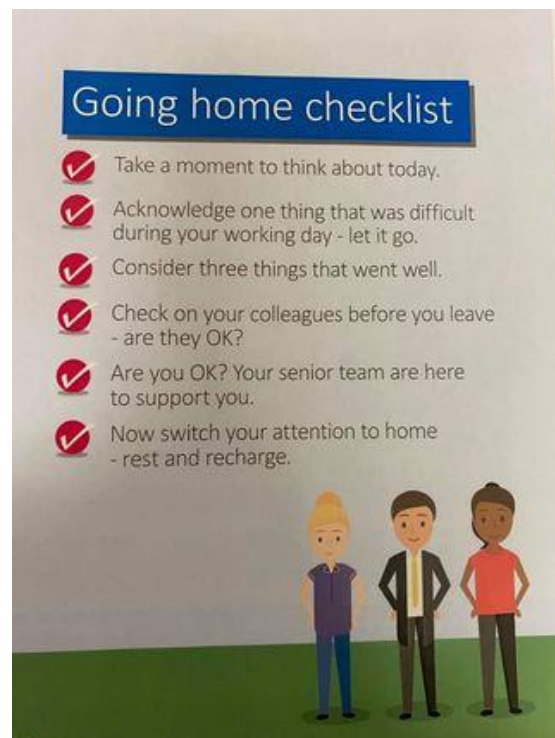 Going home checklist
Take a moment to think about today.
Acknowledge one thing that was difficult
during your working day - let it go.
Consider three things that went well.
Check on your colleagues before you leave
- are they OK?
Are you OK? Your senior team are here
to support you.
Now switch your attention to home
- rest and recharge.